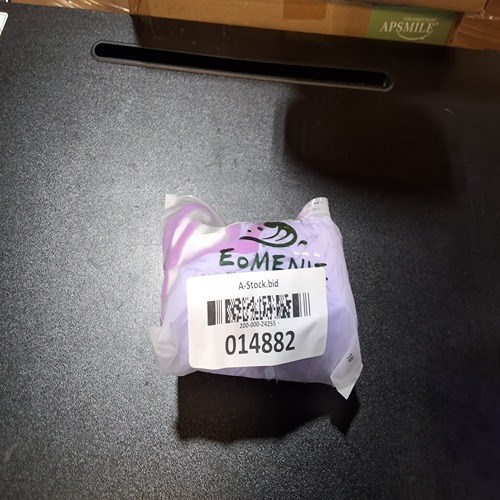 APSMILE
EOMENIE
A-Stock.bid
200-000-24255
014882